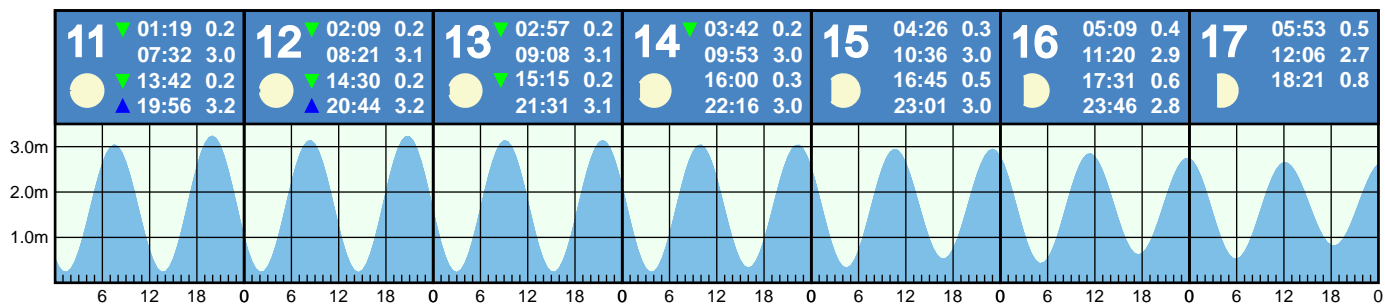 11
▼ 01:19 0.2
07:32 3.0
▼ 13:42 0.2
▲ 19:56 3.2
12
▼ 02:09 0.2
08:21 3.1
▼ 14:30 0.2
▲ 20:44 3.2
13
▼ 02:57 0.2
09:08 3.1
▼ 15:15 0.2
21:31 3.1
14
▼ 03:42 0.2
09:53 3.0
16:00 0.3
22:16 3.0
15
04:26 0.3
10:36 3.0
16:45 0.5
23:01 3.0
16
05:09 0.4
11:20 2.9
17:31 0.6
23:46 2.8
17
05:53 0.5
12:06 2.7
18:21 0.8
3.0m
2.0m
1.0m
6 12 18 0 6 12 18 0 6 12 18 0 6 12 18 0 6 12 18 0 6 12 18 0 6 12 18 0